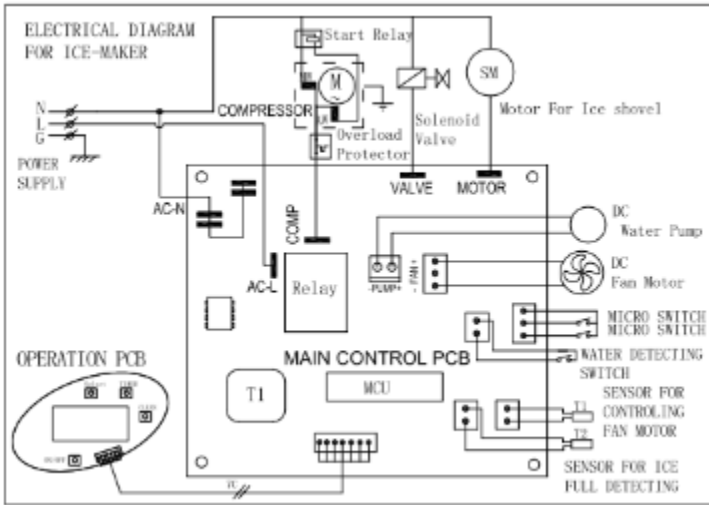 ELECTRICAL DIAGRAM
FOR ICE-MAKER
Start Relay
M
~
SM
COMPRESSOR
Motor For Ice shovel
Solenoid
Valve
Overload
Protector
N
L
G
POWER
SUPPLY
VALVE
MOTOR
AC-N
COMP
AC-L
Relay
-PUMP+
- FAN +
DC
Water Pump
DC
Fan Motor
MICRO SWITCH
MICRO SWITCH
WATER DETECTING
SWITCH
OPERATION PCB
MAIN CONTROL PCB
T1
MCU
SENSOR FOR
CONTROLING
FAN MOTOR
T1
T2
SENSOR FOR ICE
FULL DETECTING